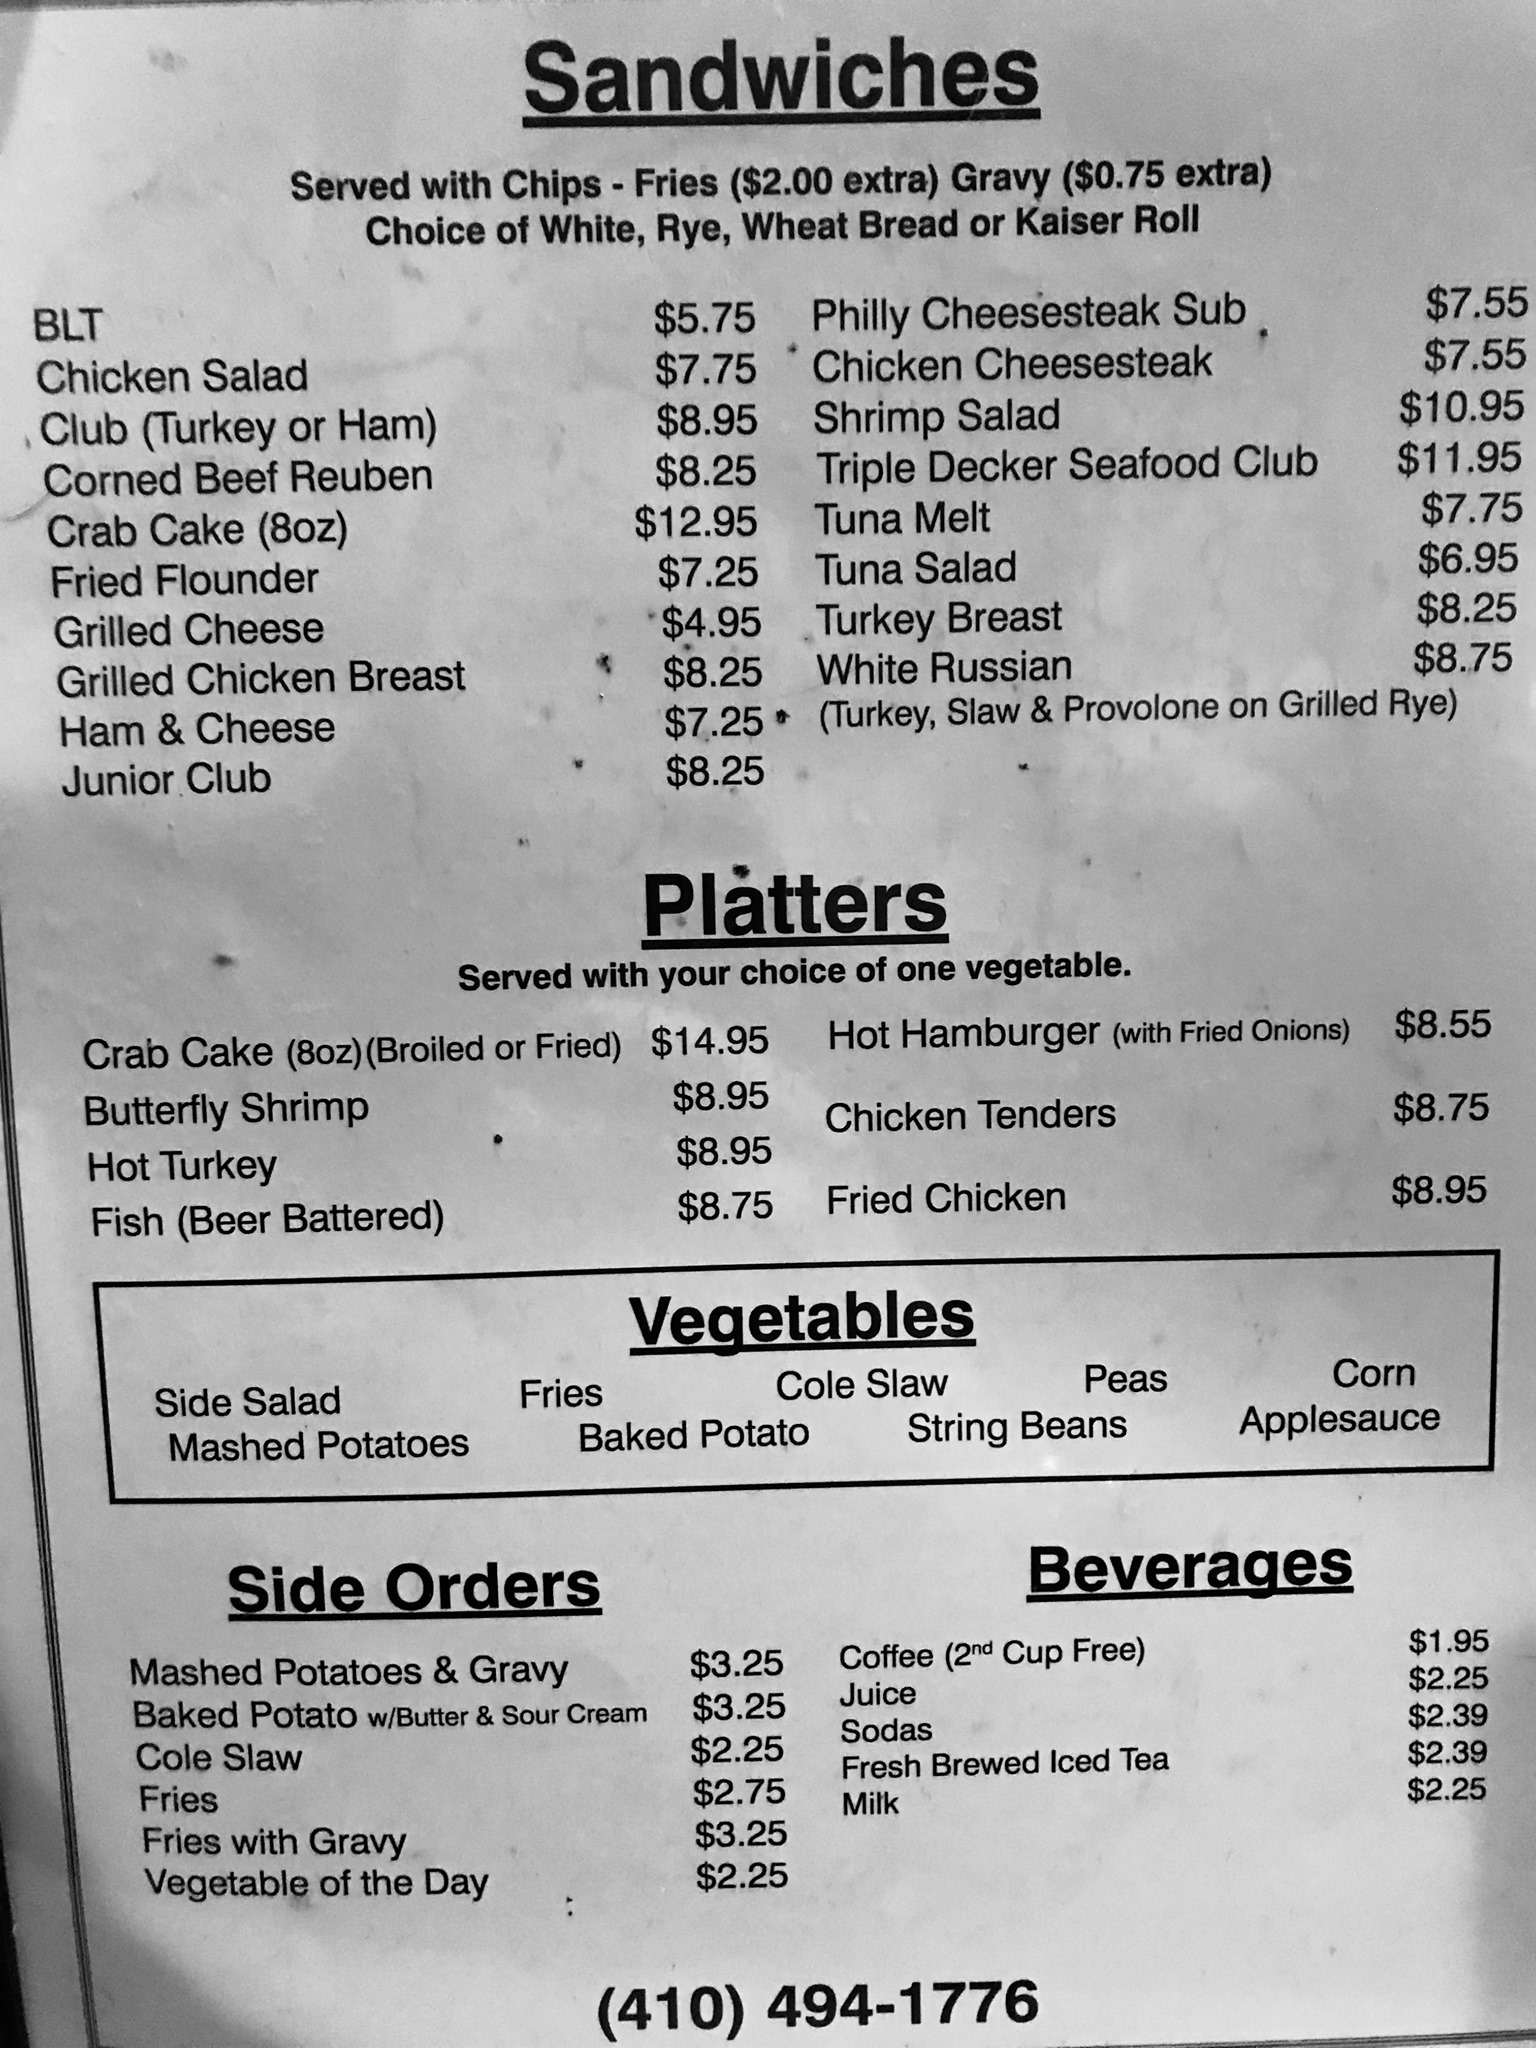 Sandwiches
Served with Chips - Fries ($2.00 extra) Gravy ($0.75 extra)
Choice of White, Rye, Wheat Bread or Kaiser Roll
BLT $5.75
Chicken Salad $7.75
Club (Turkey or Ham) $8.95
Corned Beef Reuben $8.25
Crab Cake (8oz) $12.95
Fried Flounder $7.25
Grilled Cheese $4.95
Grilled Chicken Breast $8.25
Ham & Cheese $7.25
Junior Club $8.25
Philly Cheesesteak Sub $7.55
Chicken Cheesesteak $7.55
Shrimp Salad $10.95
Triple Decker Seafood Club $11.95
Tuna Melt $7.75
Tuna Salad $6.95
Turkey Breast $8.25
White Russian $8.75
(Turkey, Slaw & Provolone on Grilled Rye)
Platters
Served with your choice of one vegetable.
Crab Cake (8oz)(Broiled or Fried) $14.95
Butterfly Shrimp $8.95
Hot Turkey $8.95
Fish (Beer Battered) $8.75
Hot Hamburger (with Fried Onions) $8.55
Chicken Tenders $8.75
Fried Chicken $8.95
Vegetables
Side Salad Fries Cole Slaw Peas Corn
Mashed Potatoes Baked Potato String Beans Applesauce
Side Orders
Mashed Potatoes & Gravy $3.25
Baked Potato w/Butter & Sour Cream $3.25
Cole Slaw $2.25
Fries $2.75
Fries with Gravy $3.25
Vegetable of the Day $2.25
Beverages
Coffee (2nd Cup Free) $1.95
Juice $2.25
Sodas $2.39
Fresh Brewed Iced Tea $2.39
Milk $2.25
(410) 494-1776